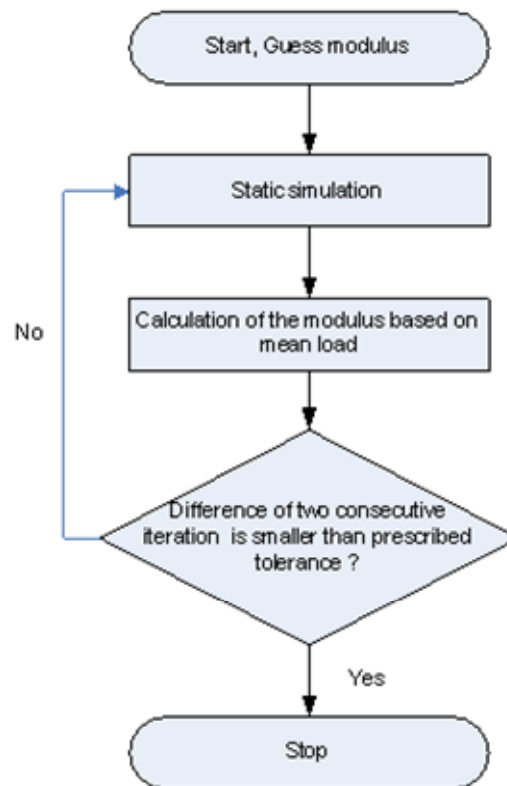 Start, Guess modulus
Static simulation
Calculation of the modulus based on
mean load
No
Difference of two consecutive
iteration is smaller than prescribed
tolerance ?
Yes
Stop